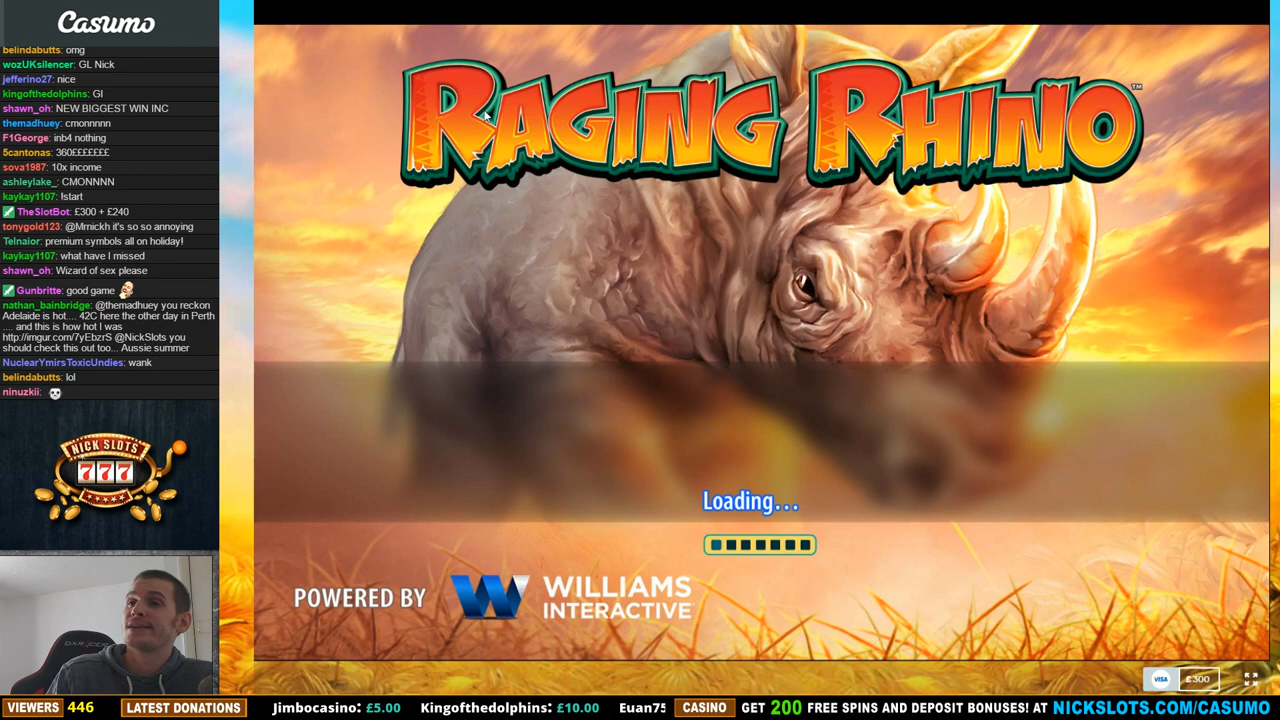 Casumo
belindabutts: omg
wozUKsilencer: GL Nick
jefferino27: nice
kingofthedolphins: Gl
shawn_oh: NEW BIGGEST WIN INC
themadhuey: cmonnnnn
F1George: inb4 nothing
5cantonas: 360£££££££
sova1987: 10x income
ashleylake_: CMONNNN
kaykay1107: !start
TheSlotBot: £300 + £240
tonygold123: @Mrnickh it's so so annoying
Telnaior: premium symbols all on holiday!
kaykay1107: what have I missed
shawn_oh: Wizard of sex please
Gunbritte: good game
nathan_bainbridge: @themadhuey you reckon
Adelaide is hot.... 42C here the other day in Perth
.... and this is how hot I was
http://imgur.com/7yEbzrS @NickSlots you
should check this out too... Aussie summer
NuclearYmirsToxicUndies: wank
belindabutts: lol
ninuzkii:
NICK SLOTS
777
RAGING RHINO™
Loading...
POWERED BY
WILLIAMS
INTERACTIVE
DXRACER
VISA
£300
VIEWERS 446 LATEST DONATIONS Jimbocasino: £5.00 Kingofthedolphins: £10.00 Euan75 CASINO GET 200 FREE SPINS AND DEPOSIT BONUSES! AT NICKSLOTS.COM/CASUMO